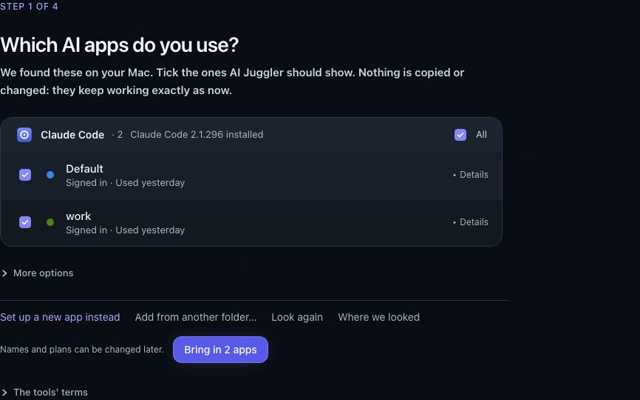 STEP 1 OF 4
Which AI apps do you use?
We found these on your Mac. Tick the ones AI Juggler should show. Nothing is copied or
changed: they keep working exactly as now.
Claude Code · 2 Claude Code 2.1.296 installed All
Default
Signed in · Used yesterday
Details
work
Signed in · Used yesterday
Details
More options
Set up a new app instead Add from another folder... Look again Where we looked
Names and plans can be changed later. Bring in 2 apps
The tools' terms